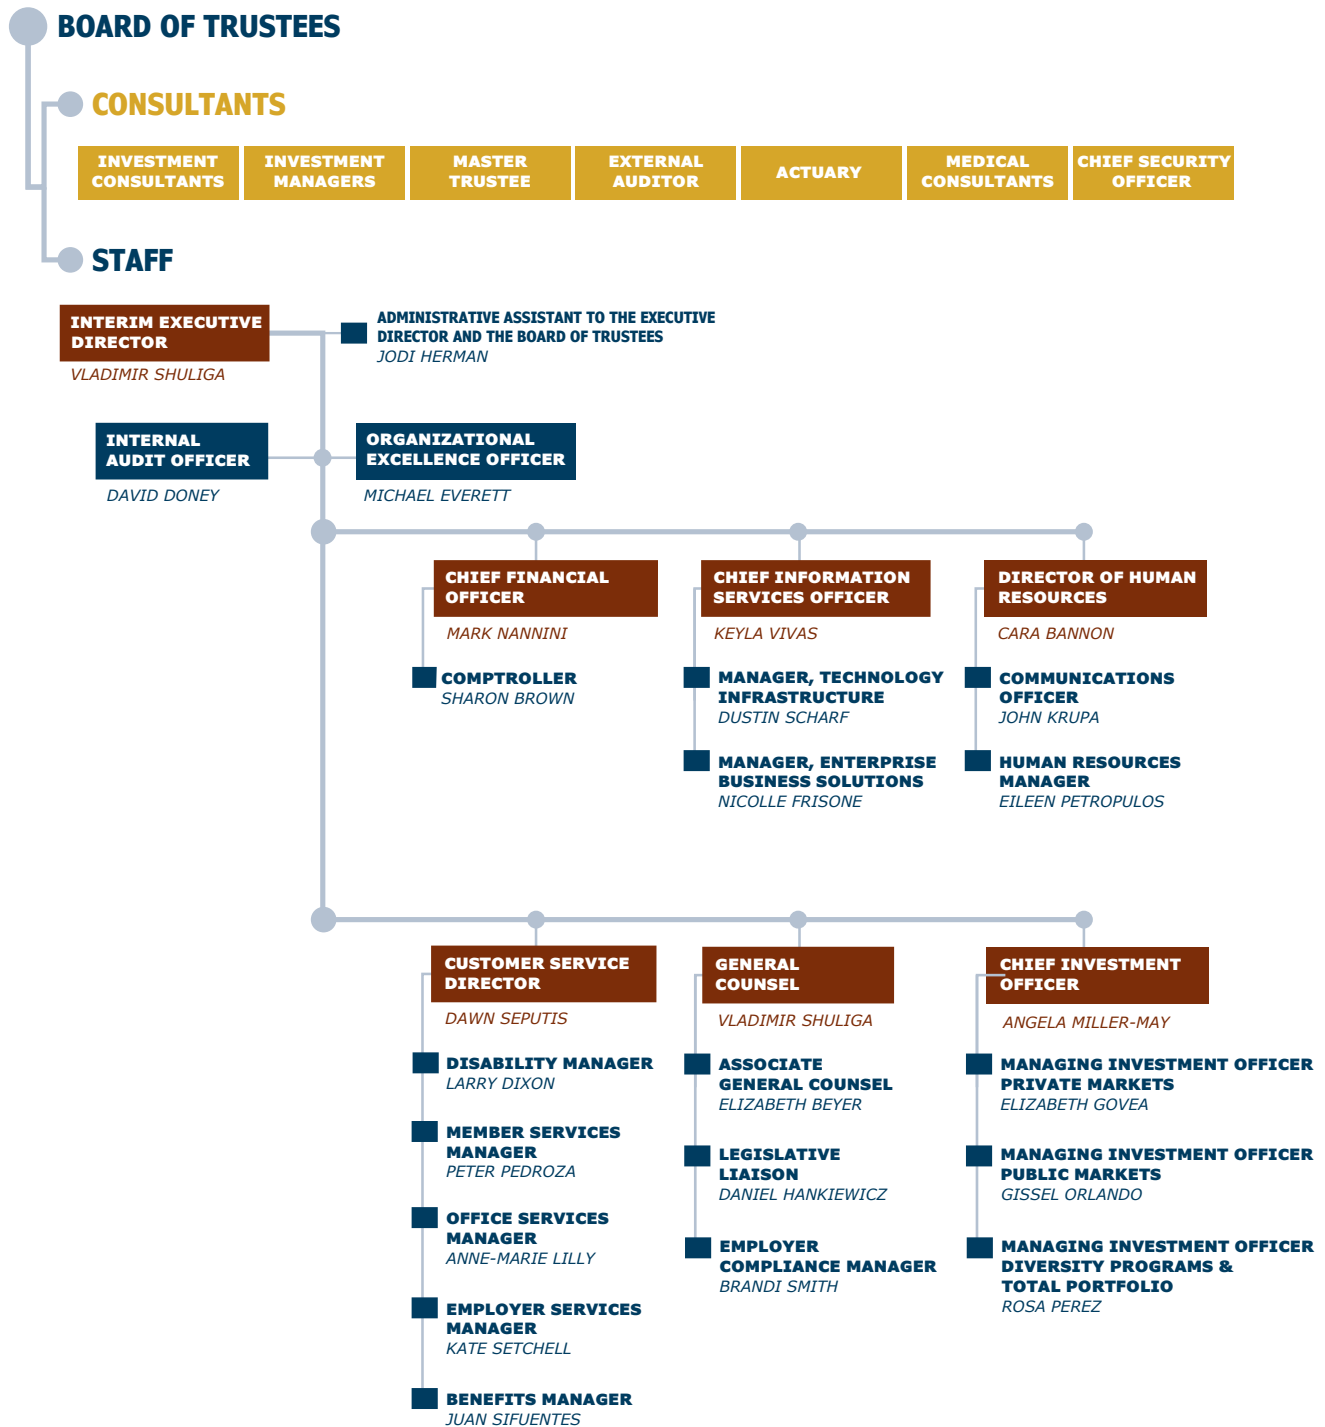 BOARD OF TRUSTEES
CONSULTANTS
INVESTMENT
CONSULTANTS
INVESTMENT
MANAGERS
MASTER
TRUSTEE
EXTERNAL
AUDITOR
ACTUARY
MEDICAL
CONSULTANTS
CHIEF SECURITY
OFFICER
STAFF
INTERIM EXECUTIVE
DIRECTOR
VLADIMIR SHULIGA
ADMINISTRATIVE ASSISTANT TO THE EXECUTIVE
DIRECTOR AND THE BOARD OF TRUSTEES
JODI HERMAN
INTERNAL
AUDIT OFFICER
DAVID DONEY
ORGANIZATIONAL
EXCELLENCE OFFICER
MICHAEL EVERETT
CHIEF FINANCIAL
OFFICER
MARK NANNINI
COMPTROLLER
SHARON BROWN
CHIEF INFORMATION
SERVICES OFFICER
KEYLA VIVAS
MANAGER, TECHNOLOGY
INFRASTRUCTURE
DUSTIN SCHARF
MANAGER, ENTERPRISE
BUSINESS SOLUTIONS
NICOLLE FRISONE
DIRECTOR OF HUMAN
RESOURCES
CARA BANNON
COMMUNICATIONS
OFFICER
JOHN KRUPA
HUMAN RESOURCES
MANAGER
EILEEN PETROPULOS
CUSTOMER SERVICE
DIRECTOR
DAWN SEPUTIS
DISABILITY MANAGER
LARRY DIXON
MEMBER SERVICES
MANAGER
PETER PEDROZA
OFFICE SERVICES
MANAGER
ANNE-MARIE LILLY
EMPLOYER SERVICES
MANAGER
KATE SETCHELL
BENEFITS MANAGER
JUAN SIFUENTES
GENERAL
COUNSEL
VLADIMIR SHULIGA
ASSOCIATE
GENERAL COUNSEL
ELIZABETH BEYER
LEGISLATIVE
LIAISON
DANIEL HANKIEWICZ
EMPLOYER
COMPLIANCE MANAGER
BRANDI SMITH
CHIEF INVESTMENT
OFFICER
ANGELA MILLER-MAY
MANAGING INVESTMENT OFFICER
PRIVATE MARKETS
ELIZABETH GOVEA
MANAGING INVESTMENT OFFICER
PUBLIC MARKETS
GISSEL ORLANDO
MANAGING INVESTMENT OFFICER
DIVERSITY PROGRAMS &
TOTAL PORTFOLIO
ROSA PEREZ